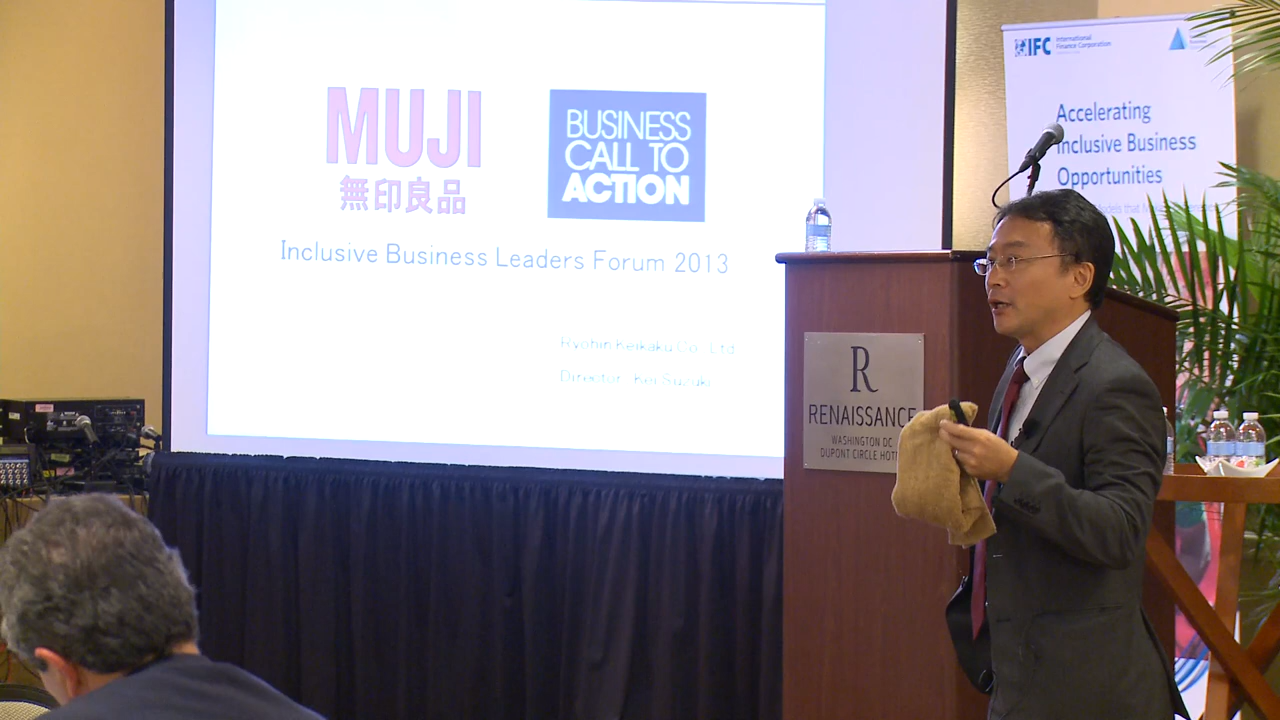 MUJI
無印良品
BUSINESS
CALL TO
ACTION
Inclusive Business Leaders Forum 2013
Ryohin Keikaku Co., Ltd
Director Kei Suzuki
IFC
International
Finance Corporation
Accelerating
Inclusive Business
Opportunities
R
RENAISSANCE
WASHINGTON DC
DUPONT CIRCLE HOT